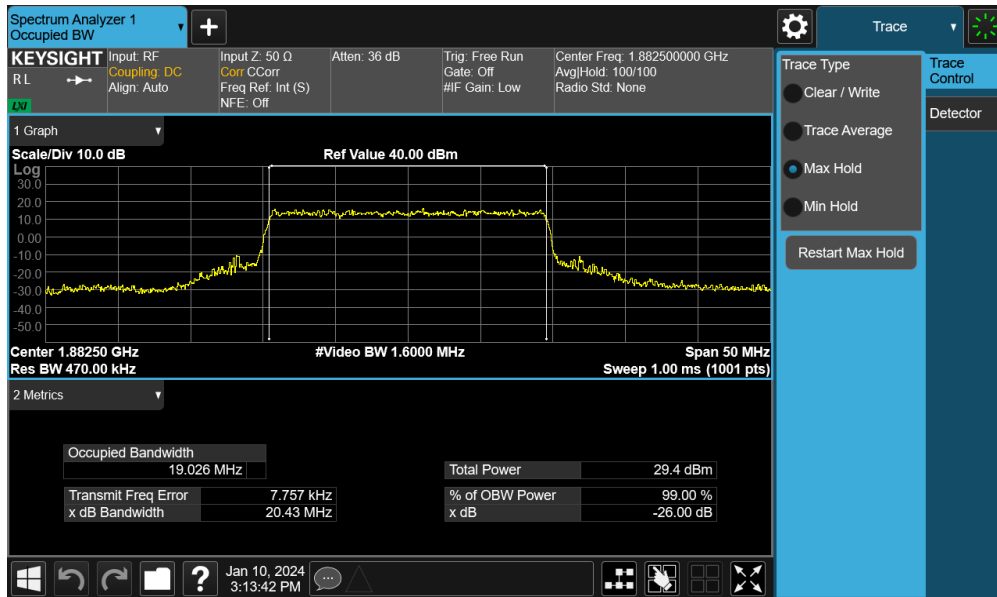 Spectrum Analyzer 1
Occupied BW
+
Trace
KEYSIGHT
R L
LXI
Input: RF
Coupling: DC
Align: Auto
Input Z: 50 Ω
Corr CCorr
Freq Ref: Int (S)
NFE: Off
Atten: 36 dB
Trig: Free Run
Gate: Off
#IF Gain: Low
Center Freq: 1.882500000 GHz
Avg|Hold: 100/100
Radio Std: None
Trace Type
Clear / Write
Trace Average
Max Hold
Min Hold
Restart Max Hold
Trace
Control
Detector
1 Graph
Scale/Div 10.0 dB
Ref Value 40.00 dBm
Log
30.0
20.0
10.0
0.00
-10.0
-20.0
-30.0
-40.0
-50.0
Center 1.88250 GHz
#Video BW 1.6000 MHz
Span 50 MHz
Res BW 470.00 kHz
Sweep 1.00 ms (1001 pts)
2 Metrics
Occupied Bandwidth
19.026 MHz
Total Power 29.4 dBm
Transmit Freq Error 7.757 kHz
% of OBW Power 99.00 %
x dB Bandwidth 20.43 MHz
x dB -26.00 dB
?
Jan 10, 2024
3:13:42 PM